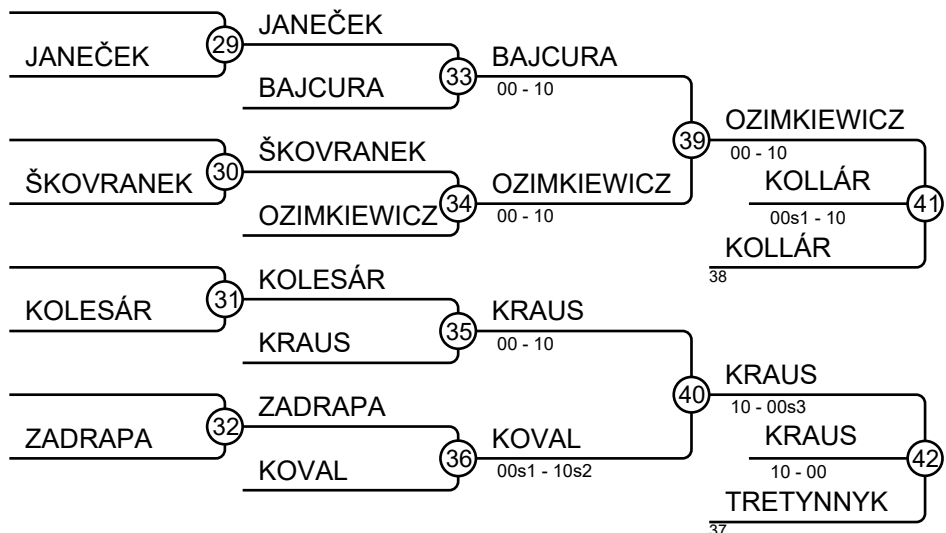 JANEČEK
29
JANEČEK
BAJCURA
33
BAJCURA
00 - 10
ŠKOVRANEK
30
ŠKOVRANEK
OZIMKIEWICZ
34
OZIMKIEWICZ
00 - 10
39
OZIMKIEWICZ
00 - 10
KOLLÁR
00s1 - 10
41
KOLLÁR
38
KOLESÁR
31
KOLESÁR
KRAUS
35
KRAUS
00 - 10
ZADRAPA
32
ZADRAPA
KOVAL
36
KOVAL
00s1 - 10s2
40
KRAUS
10 - 00s3
KRAUS
10 - 00
42
TRETYNNYK
37